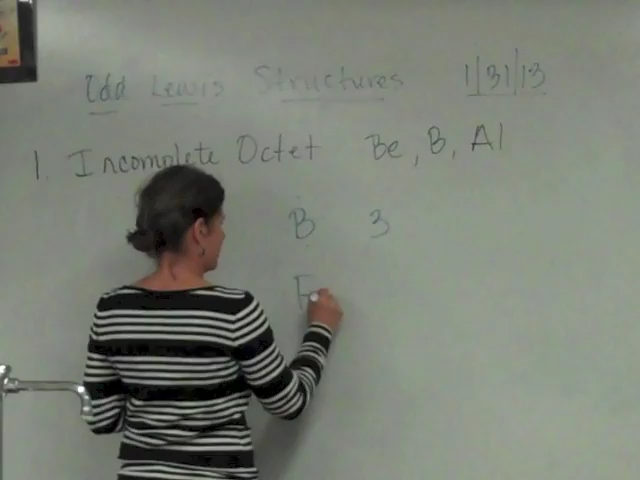 Odd Lewis Structures 1/31/13
1. Incomplete Octet Be, B, Al
B 3
F